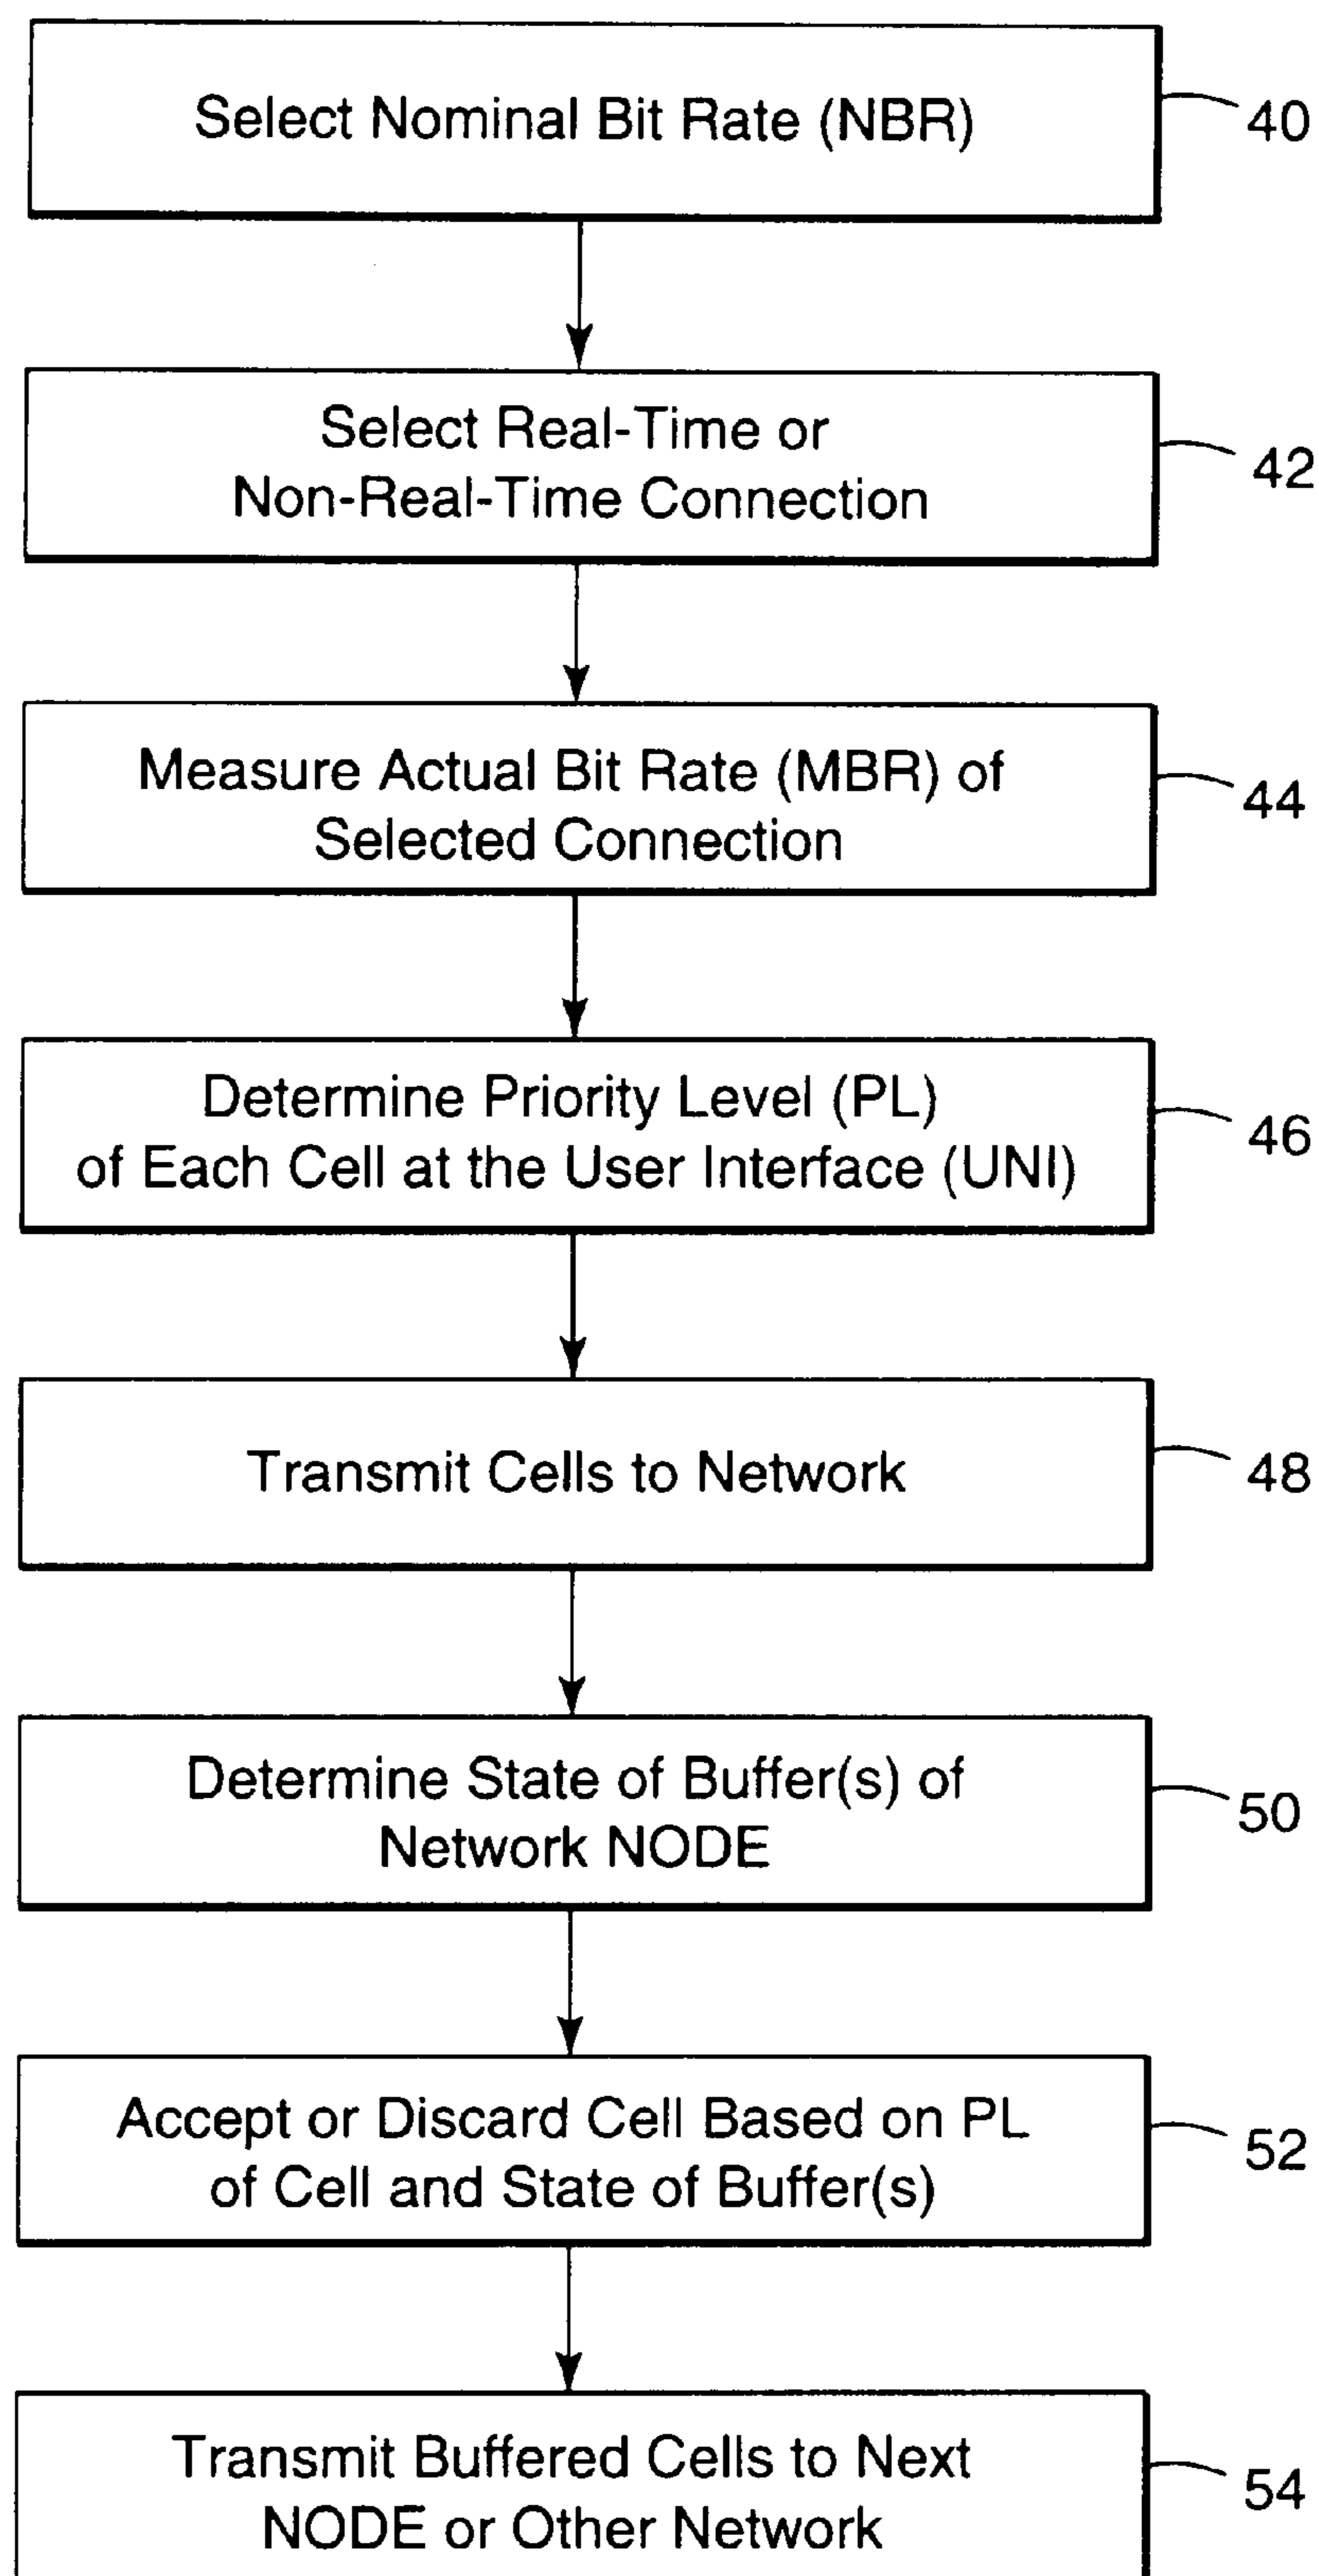 Select Nominal Bit Rate (NBR)
40
Select Real-Time or
Non-Real-Time Connection
42
Measure Actual Bit Rate (MBR) of
Selected Connection
44
Determine Priority Level (PL)
of Each Cell at the User Interface (UNI)
46
Transmit Cells to Network
48
Determine State of Buffer(s) of
Network NODE
50
Accept or Discard Cell Based on PL
of Cell and State of Buffer(s)
52
Transmit Buffered Cells to Next
NODE or Other Network
54